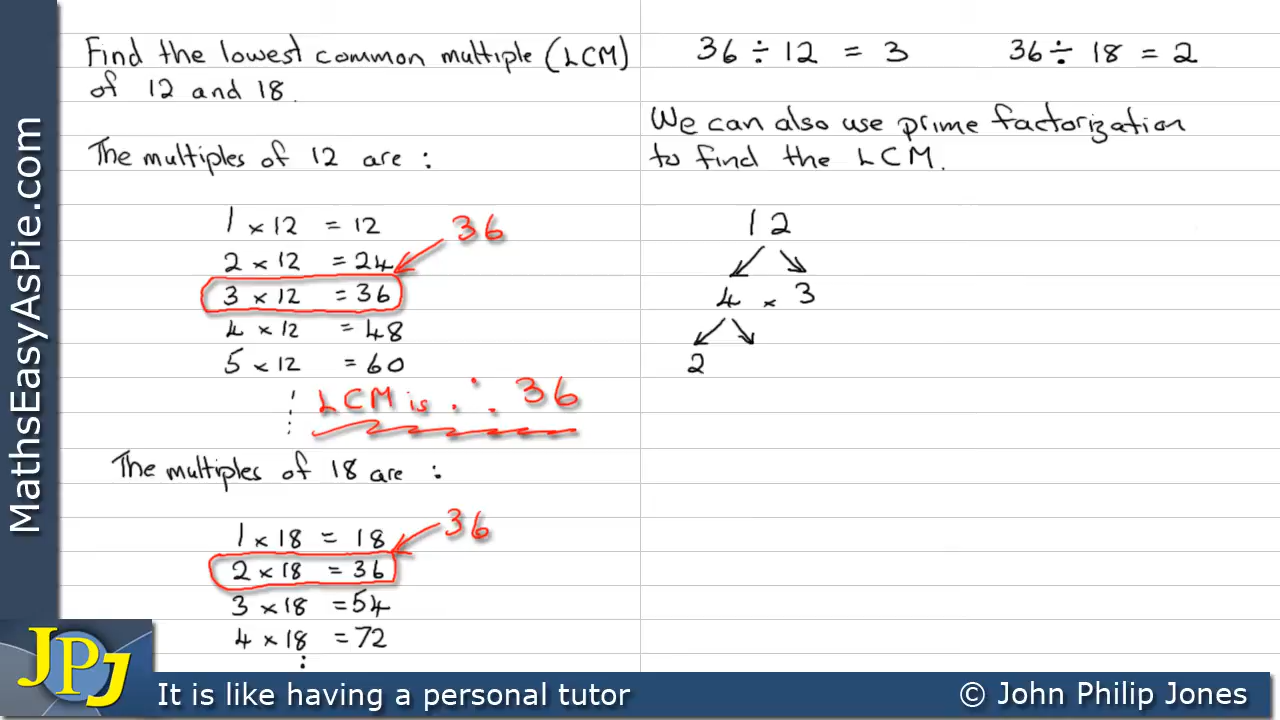 Find the lowest common multiple (LCM)
of 12 and 18.
The multiples of 12 are :
1 × 12 = 12
36
2 × 12 = 24
3 × 12 = 36
4 × 12 = 48
5 × 12 = 60
LCM is ∴ 36
The multiples of 18 are :
36
1 × 18 = 18
2 × 18 = 36
3 × 18 = 54
4 × 18 = 72
36 ÷ 12 = 3 36 ÷ 18 = 2
We can also use prime factorization
to find the LCM.
12
4 × 3
2
MathsEasyAsPie.com
JPJ
It is like having a personal tutor
© John Philip Jones